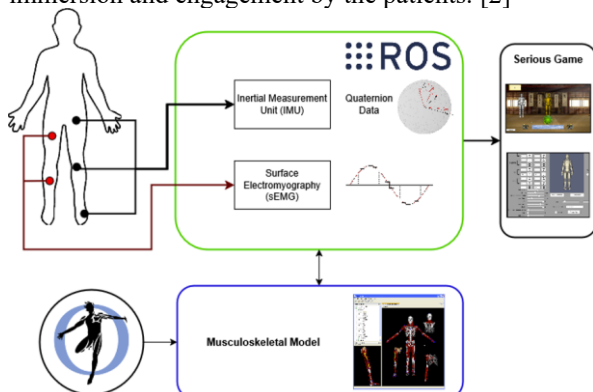 immersion and engagement by the patients. [2]
ROS
Serious Game
Inertial Measurement
Unit (IMU)
Quaternion
Data
Surface
Electromyography
(sEMG)
Musculoskeletal Model